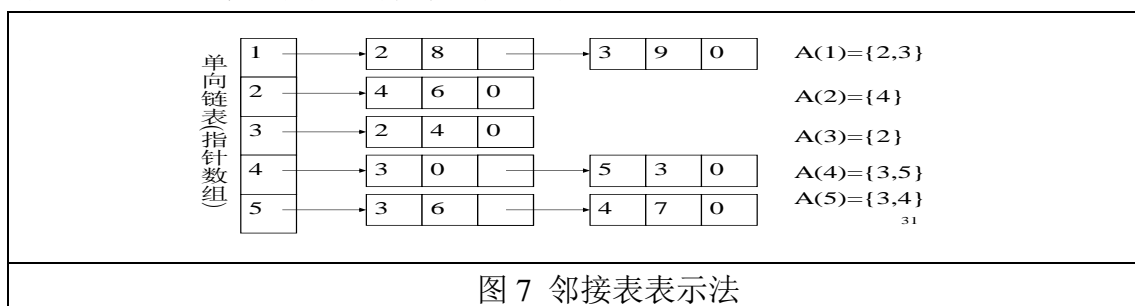 单向链表(指针数组)
1 2 8 3 9 0 A(1)={2,3}
2 4 6 0 A(2)={4}
3 2 4 0 A(3)={2}
4 3 0 5 3 0 A(4)={3,5}
5 3 6 4 7 0 A(5)={3,4}
31
图 7 邻接表表示法